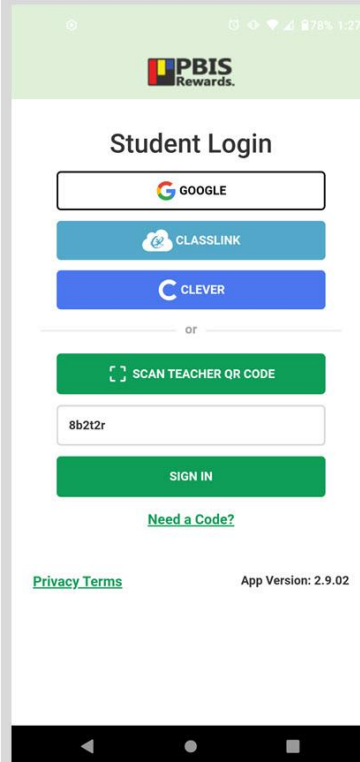 78% 1:27
PBIS
Rewards.
Student Login
GOOGLE
CLASSLINK
CLEVER
or
SCAN TEACHER QR CODE
8b2t2r
SIGN IN
Need a Code?
Privacy Terms App Version: 2.9.02